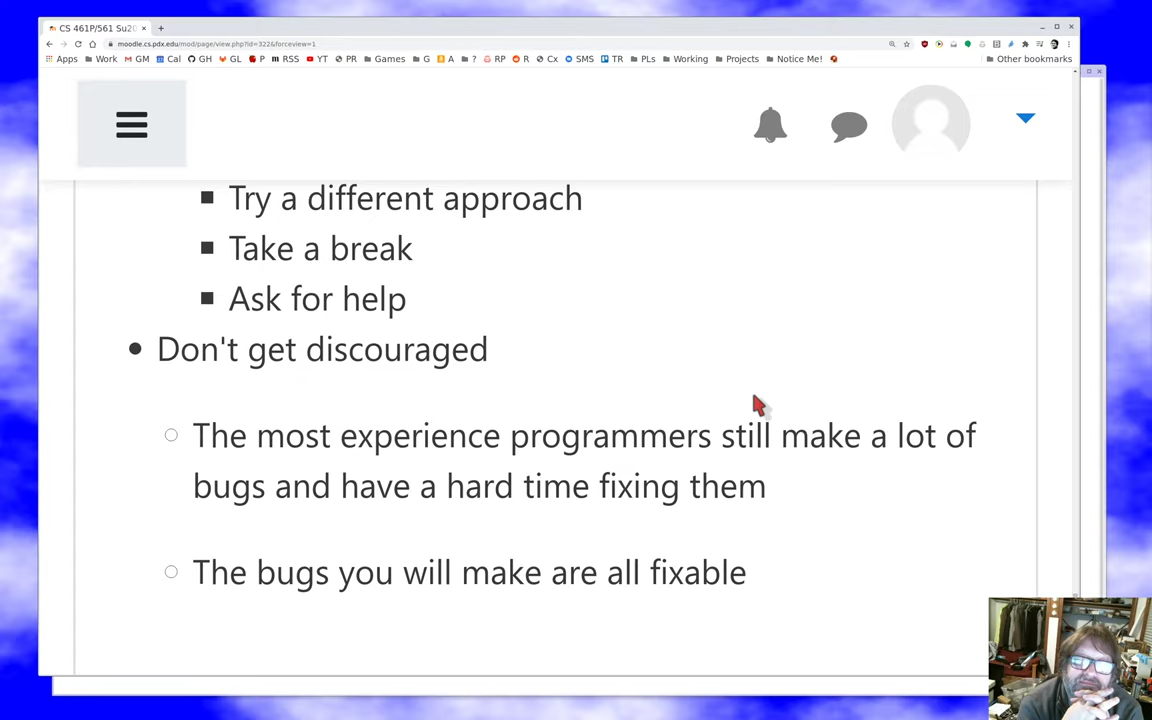 CS 461P/561 Su20
moodle.cs.pdx.edu/mod/page/view.php?id=322&forceview=1
Apps Work GM Cal GH GL P RSS YT PR Games G A ? RP R Cx SMS TR PLs Working Projects Notice Me! Other bookmarks
Try a different approach
Take a break
Ask for help
Don't get discouraged
The most experience programmers still make a lot of
bugs and have a hard time fixing them
The bugs you will make are all fixable